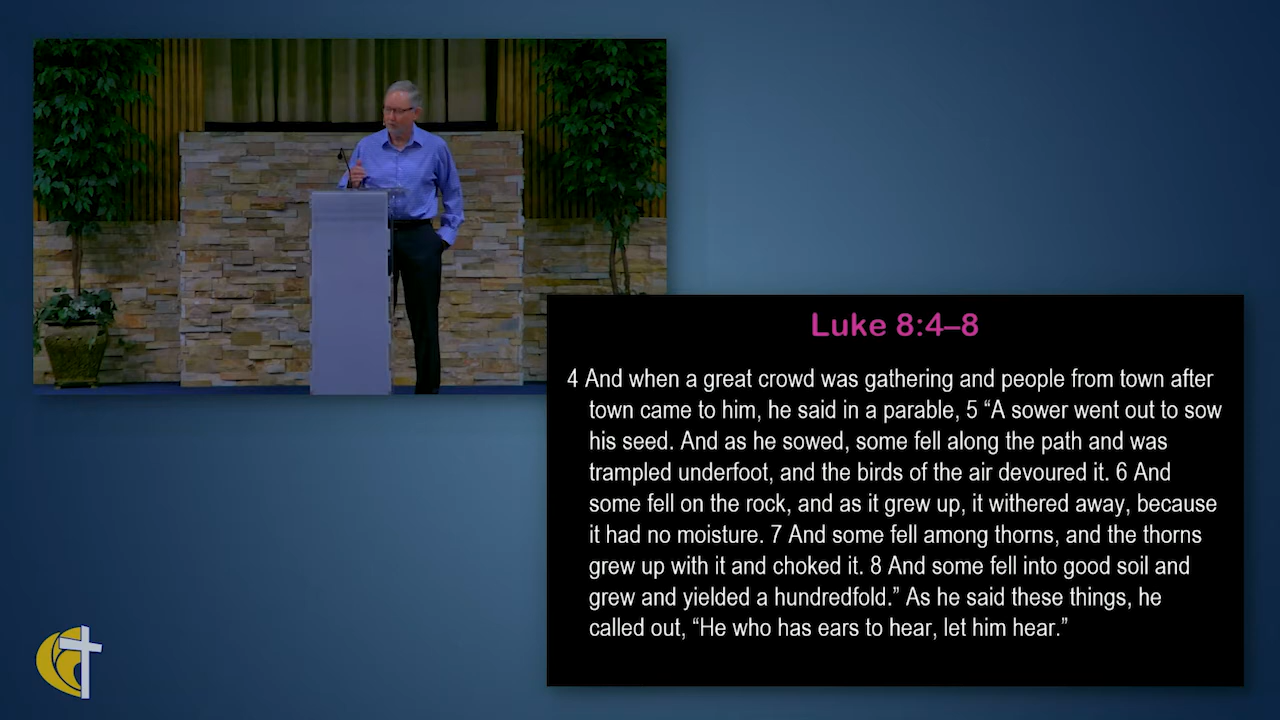 Luke 8:4–8
4 And when a great crowd was gathering and people from town after
town came to him, he said in a parable, 5 “A sower went out to sow
his seed. And as he sowed, some fell along the path and was
trampled underfoot, and the birds of the air devoured it. 6 And
some fell on the rock, and as it grew up, it withered away, because
it had no moisture. 7 And some fell among thorns, and the thorns
grew up with it and choked it. 8 And some fell into good soil and
grew and yielded a hundredfold.” As he said these things, he
called out, “He who has ears to hear, let him hear.”